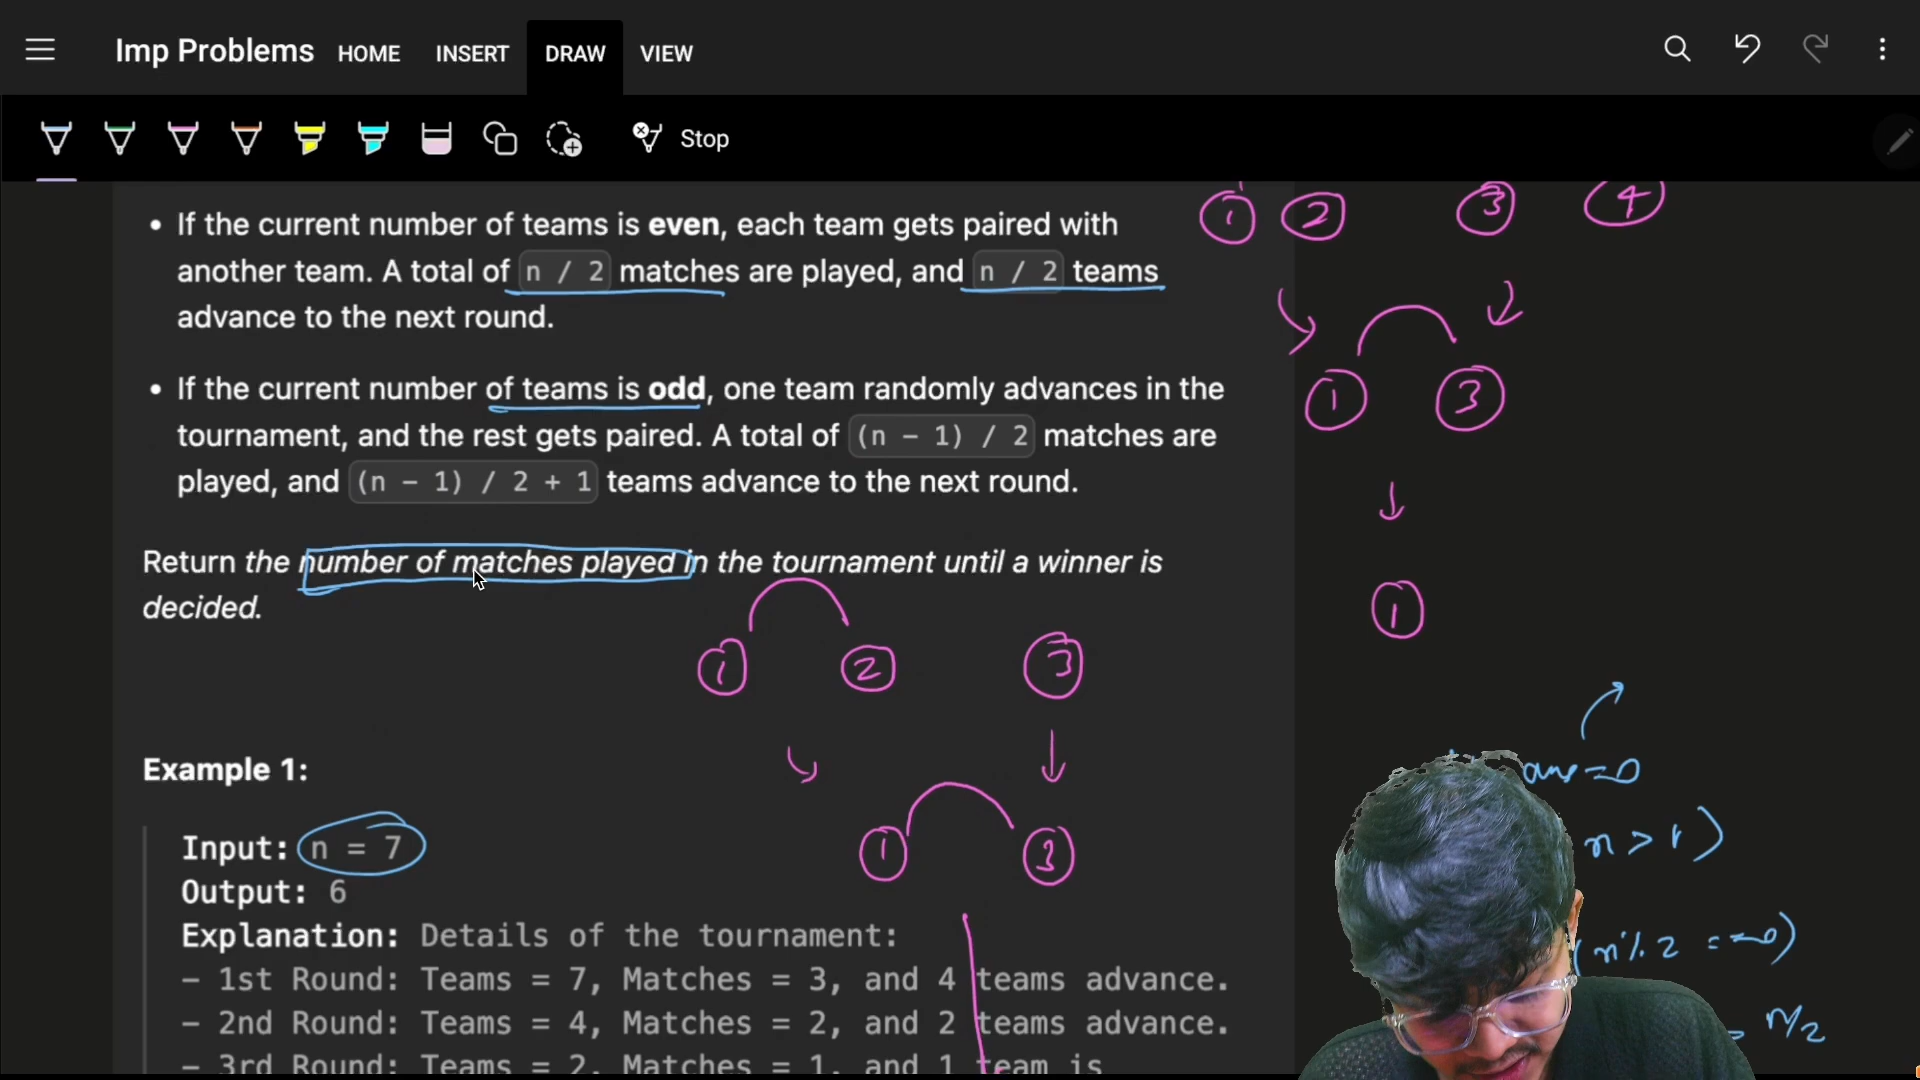 Imp Problems HOME INSERT DRAW VIEW
Stop
• If the current number of teams is even, each team gets paired with
another team. A total of n / 2 matches are played, and n / 2 teams
advance to the next round.
• If the current number of teams is odd, one team randomly advances in the
tournament, and the rest gets paired. A total of (n - 1) / 2 matches are
played, and (n - 1) / 2 + 1 teams advance to the next round.
Return the number of matches played in the tournament until a winner is
decided.
1 2 3
1 3
Example 1:
Input: n = 7
Output: 6
Explanation: Details of the tournament:
- 1st Round: Teams = 7, Matches = 3, and 4 teams advance.
- 2nd Round: Teams = 4, Matches = 2, and 2 teams advance.
- 3rd Round: Teams = 2, Matches = 1, and 1 team is
1 2 3 4
1 3
1
ans=0
n > 1)
(n%2 ==0)
= n/2